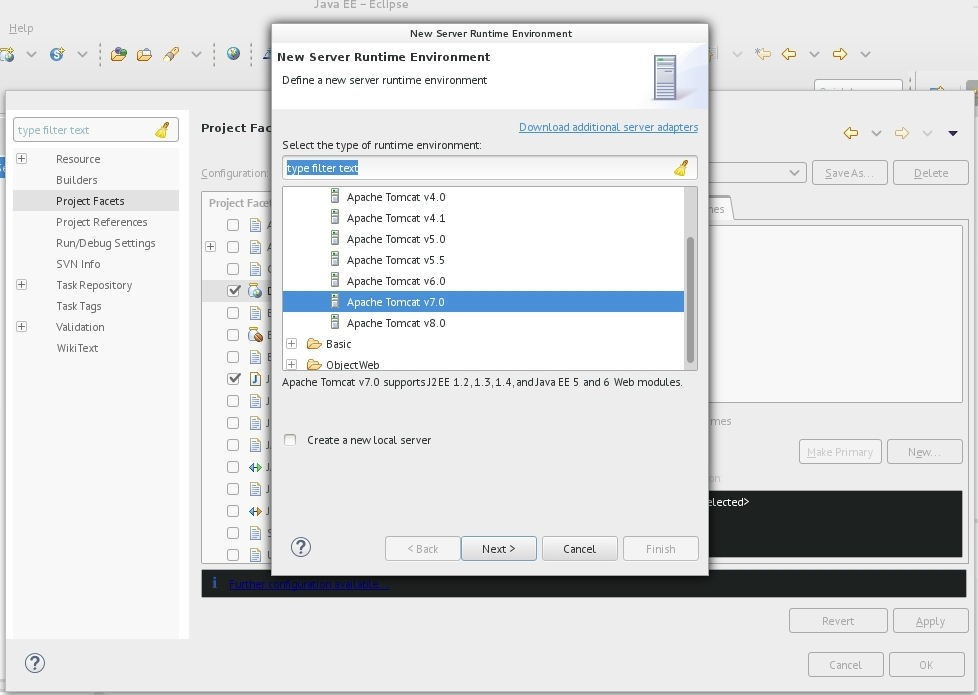 Java EE – Eclipse
Help
New Server Runtime Environment
New Server Runtime Environment
Define a new server runtime environment
Download additional server adapters
Select the type of runtime environment:
type filter text
Apache Tomcat v4.0
Apache Tomcat v4.1
Apache Tomcat v5.0
Apache Tomcat v5.5
Apache Tomcat v6.0
Apache Tomcat v7.0
Apache Tomcat v8.0
Basic
ObjectWeb
Apache Tomcat v7.0 supports J2EE 1.2, 1.3, 1.4, and Java EE 5 and 6 Web modules.
Create a new local server
< Back
Next >
Cancel
Finish
type filter text
Resource
Builders
Project Facets
Project References
Run/Debug Settings
SVN Info
Task Repository
Task Tags
Validation
WikiText
Project Fac
Configuration:
Save As...
Delete
Project Face
mes
Make Primary
New...
elected>
Further configuration available...
Revert
Apply
Cancel
OK